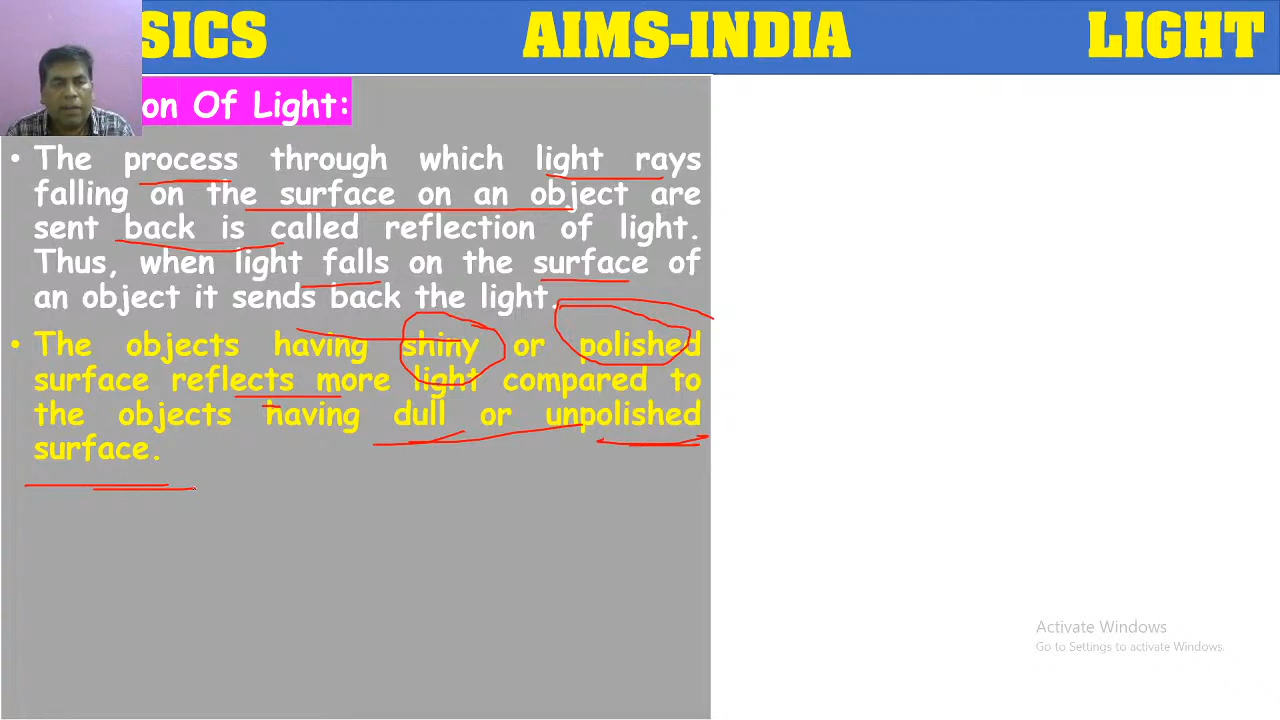 SICS AIMS-INDIA LIGHT
on Of Light:
• The process through which light rays
falling on the surface on an object are
sent back is called reflection of light.
Thus, when light falls on the surface of
an object it sends back the light.
• The objects having shiny or polished
surface reflects more light compared to
the objects having dull or unpolished
surface.
Activate Windows
Go to Settings to activate Windows.